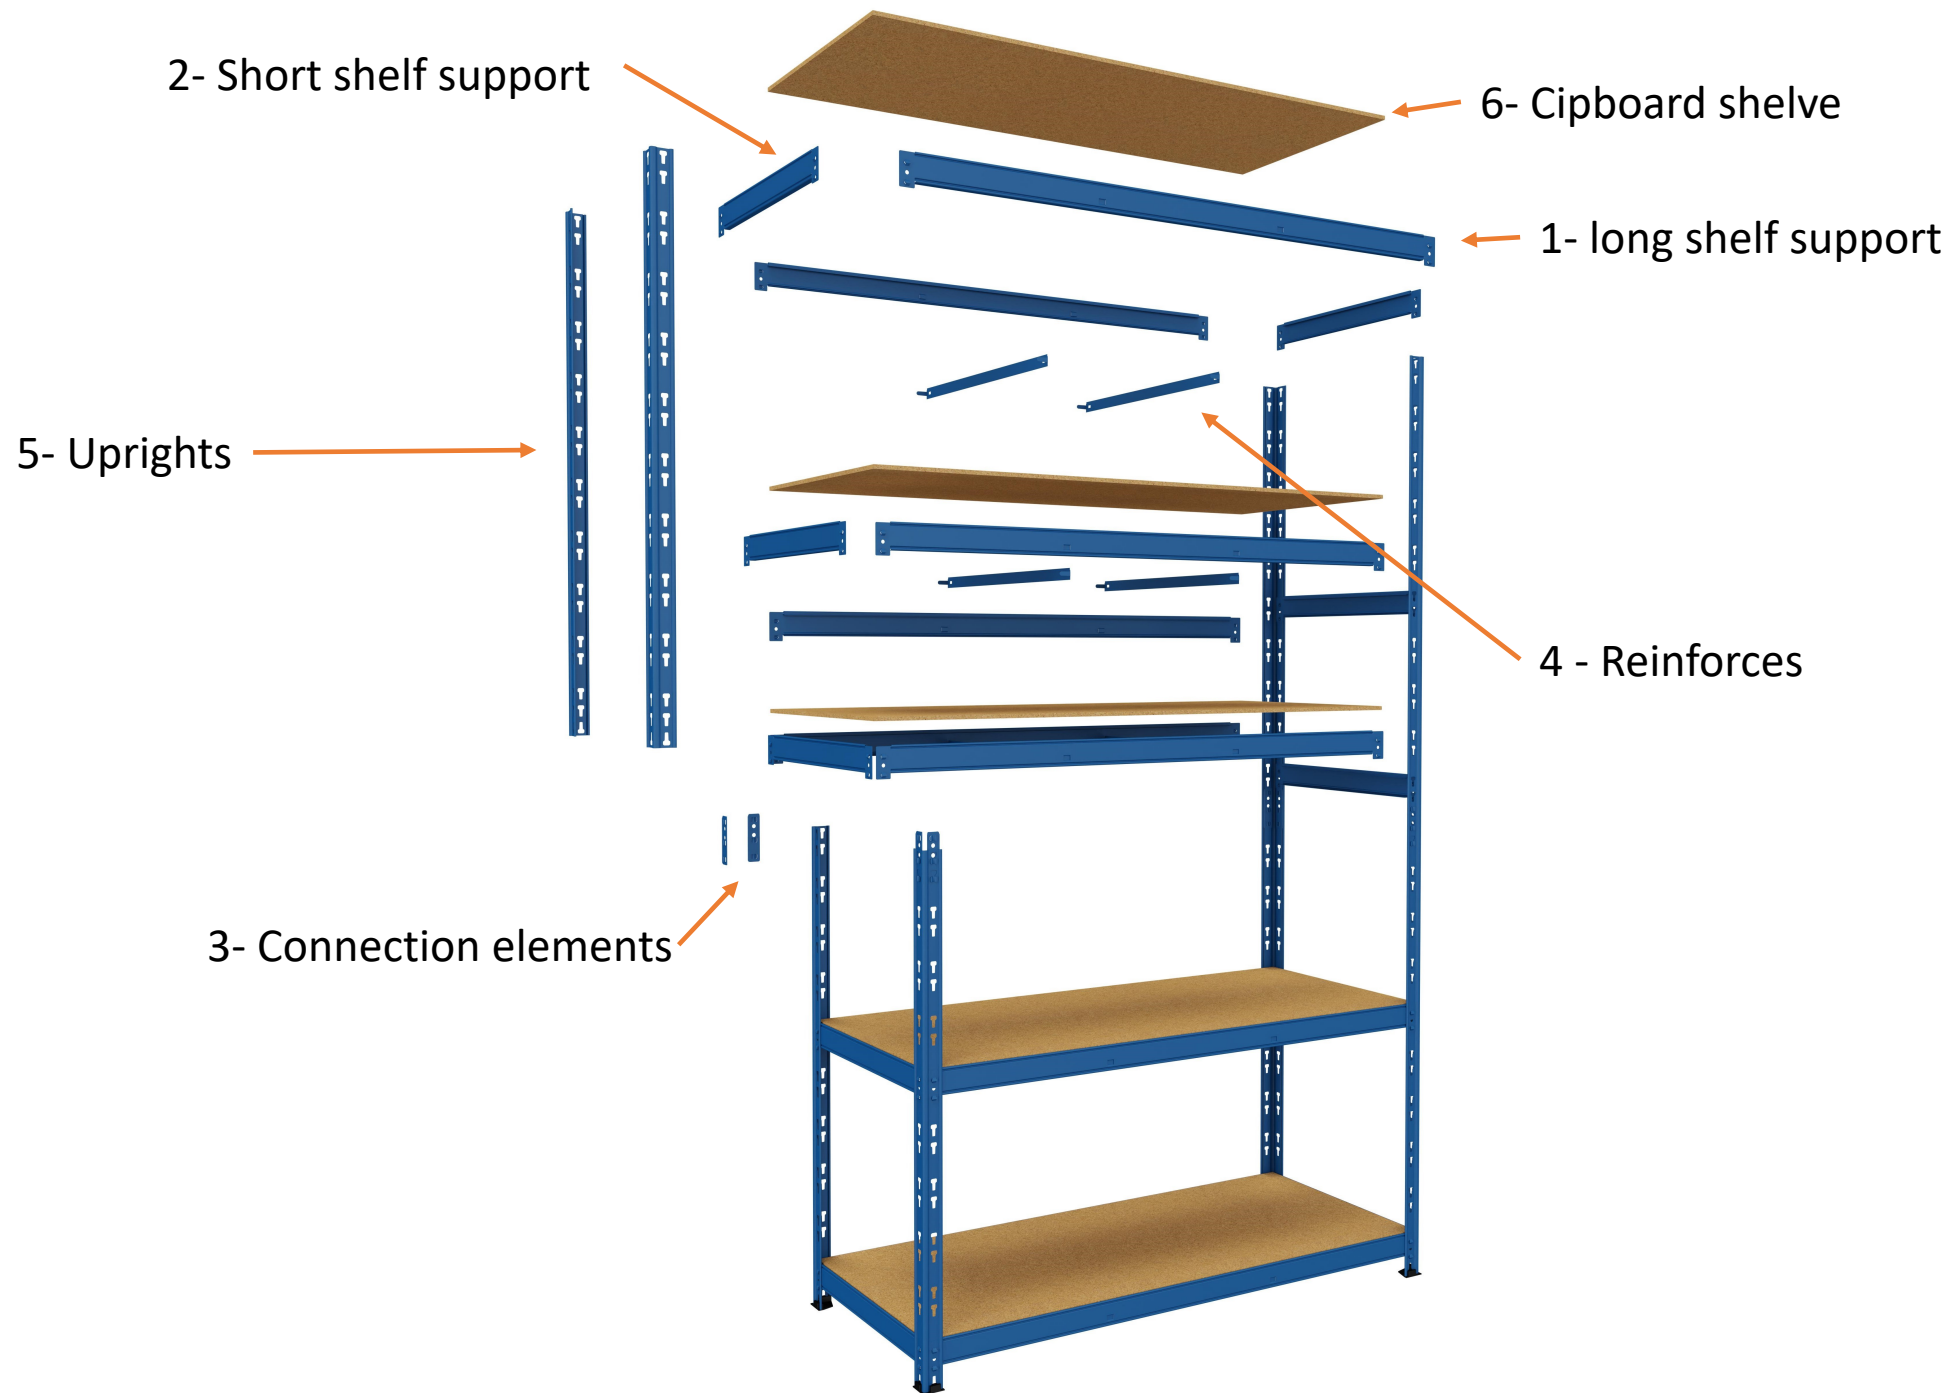 2- Short shelf support
6- Cipboard shelve
1- long shelf support
5- Uprights
4 - Reinforces
3- Connection elements